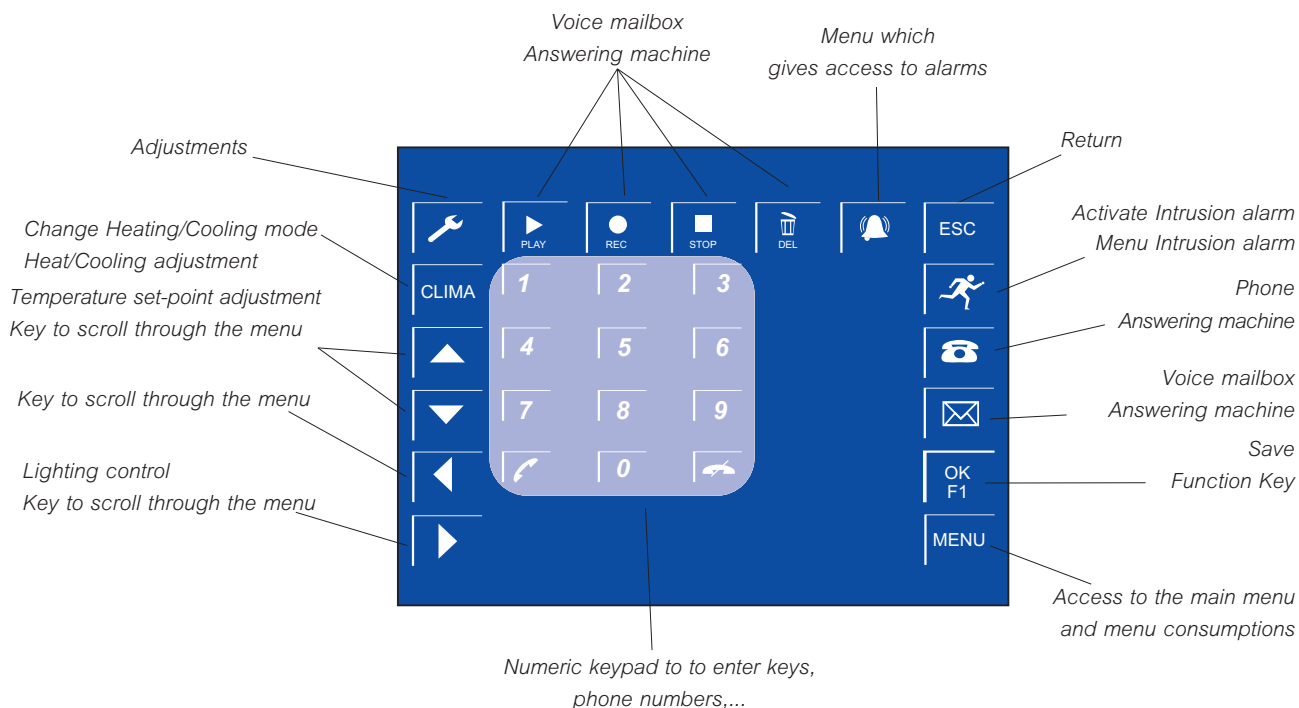 Voice mailbox
Answering machine
Menu which
gives access to alarms
Adjustments
Return
Change Heating/Cooling mode
Heat/Cooling adjustment
Temperature set-point adjustment
Key to scroll through the menu
Key to scroll through the menu
Lighting control
Key to scroll through the menu
PLAY
REC
STOP
DEL
ESC
CLIMA
1
2
3
4
5
6
7
8
9
0
OK
F1
MENU
Activate Intrusion alarm
Menu Intrusion alarm
Phone
Answering machine
Voice mailbox
Answering machine
Save
Function Key
Access to the main menu
and menu consumptions
Numeric keypad to to enter keys,
phone numbers,...